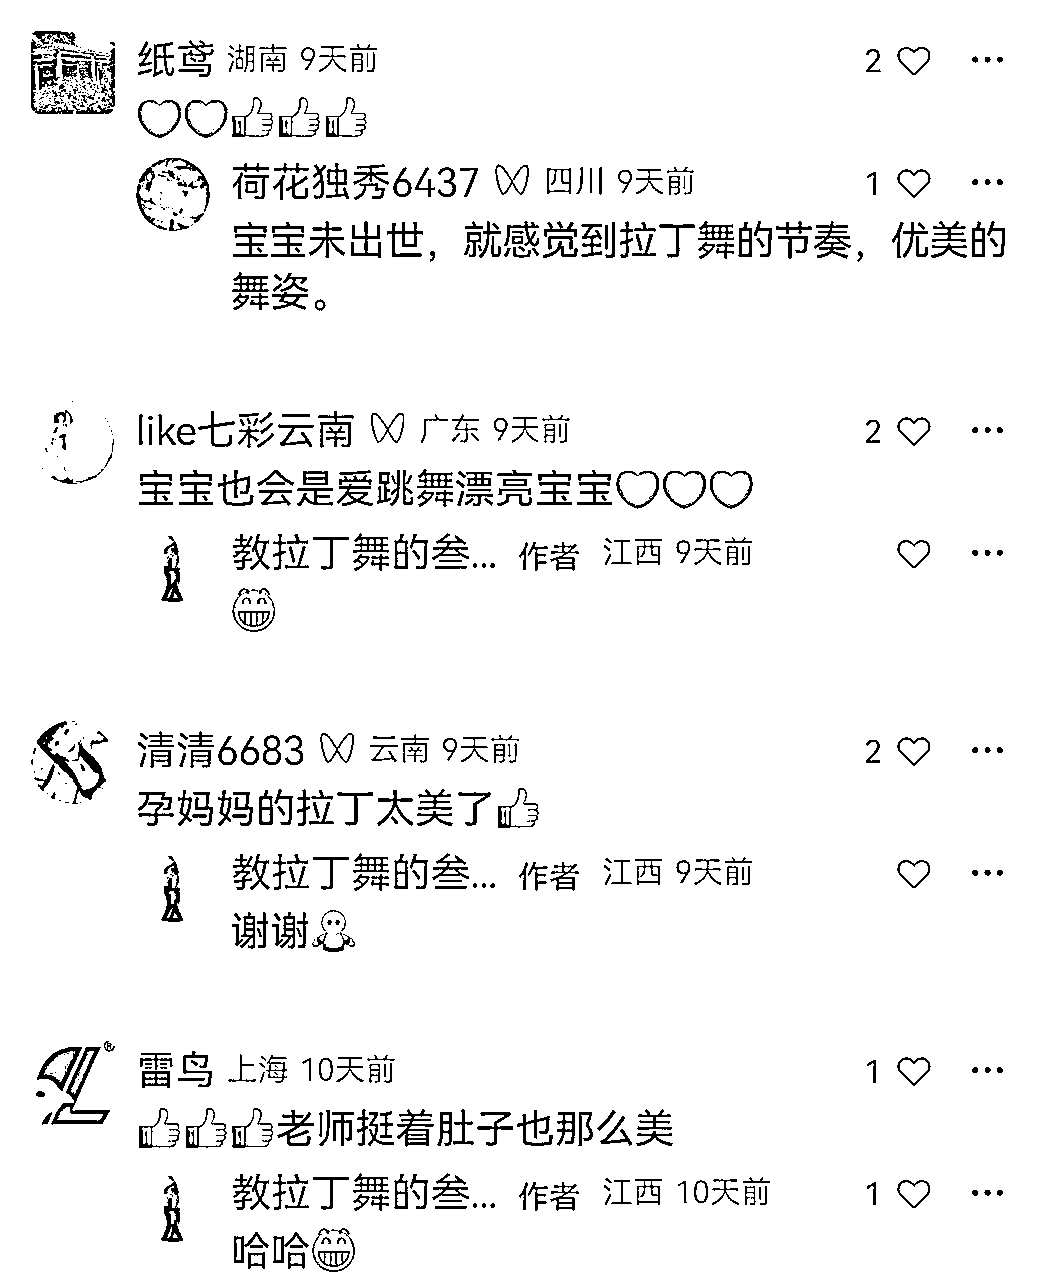 纸鸢 湖南 9天前 2
♡♡👍👍👍
荷花独秀6437 四川 9天前 1
宝宝未出世，就感觉到拉丁舞的节奏，优美的
舞姿。
like七彩云南 广东 9天前 2
宝宝也会是爱跳舞漂亮宝宝♡♡♡
教拉丁舞的叁... 作者 江西 9天前
😁
清清6683 云南 9天前 2
孕妈妈的拉丁太美了👍
教拉丁舞的叁... 作者 江西 9天前
谢谢
雷鸟 上海 10天前 1
👍👍👍老师挺着肚子也那么美
教拉丁舞的叁... 作者 江西 10天前 1
哈哈😁